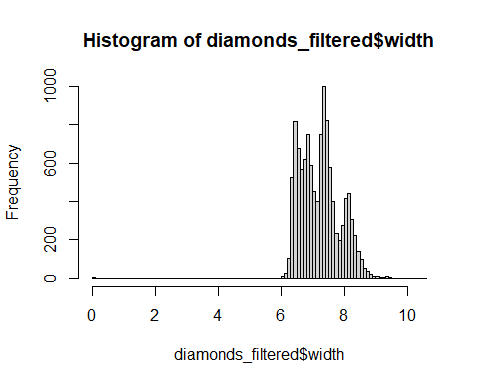 Histogram of diamonds_filtered$width
Frequency
1000
600
200
0
0 2 4 6 8 10
diamonds_filtered$width